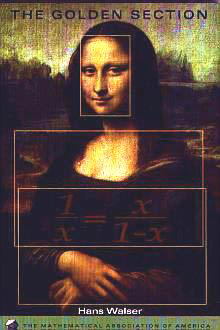 THE GOLDEN SECTION
1/x = x/1-x
Hans Walser
THE MATHEMATICAL ASSOCIATION OF AMERICA